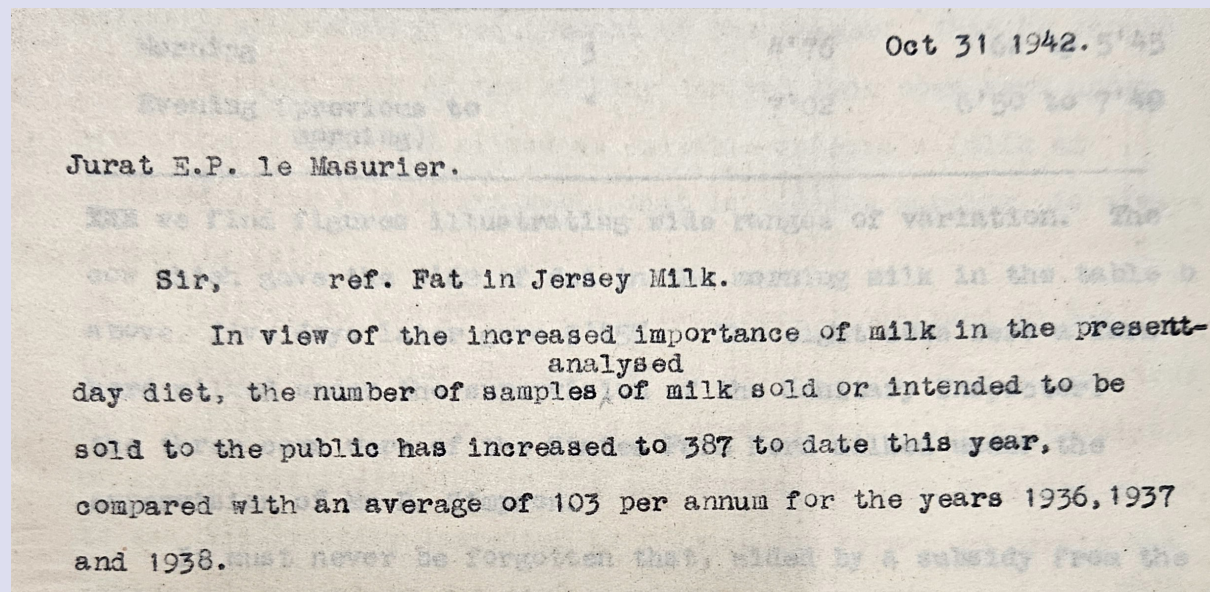 Oct 31 1942.
Jurat E.P. le Masurier.
Sir, ref. Fat in Jersey Milk.
In view of the increased importance of milk in the present-
analysed
day diet, the number of samples of milk sold or intended to be
sold to the public has increased to 387 to date this year,
compared with an average of 103 per annum for the years 1936,1937
and 1938.